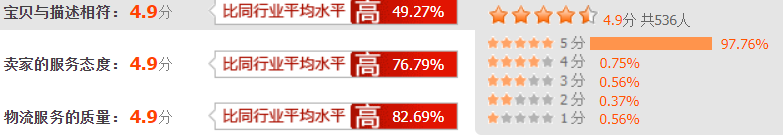 宝贝与描述相符：4.9分 比同行业平均水平 高 49.27%
卖家的服务态度：4.9分 比同行业平均水平 高 76.79%
物流服务的质量：4.9分 比同行业平均水平 高 82.69%
4.9分 共536人
5分 97.76%
4分 0.75%
3分 0.56%
2分 0.37%
1分 0.56%